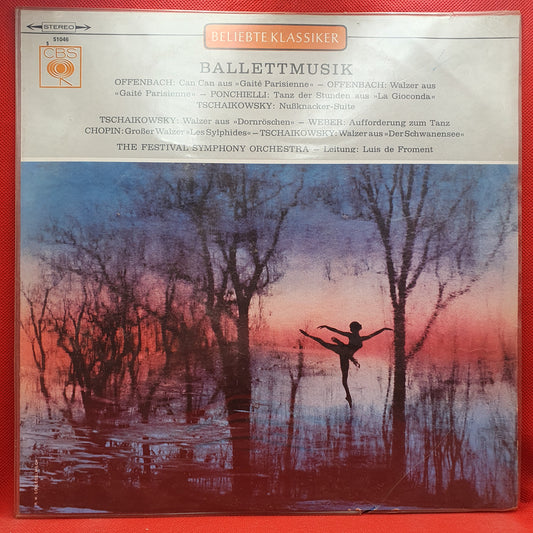 STEREO
51046
CBS
BELIEBTE KLASSIKER
BALLETTMUSIK
OFFENBACH: Can Can aus »Gaité Parisienne« – OFFENBACH: Walzer aus
»Gaité Parisienne« – PONCHIELLI: Tanz der Stunden aus »La Gioconda«
TSCHAIKOWSKY: Nußknacker-Suite
TSCHAIKOWSKY: Walzer aus »Dornröschen« – WEBER: Aufforderung zum Tanz
CHOPIN: Großer Walzer »Les Sylphides« – TSCHAIKOWSKY: Walzer aus »Der Schwanensee«
THE FESTIVAL SYMPHONY ORCHESTRA – Leitung: Luis de Froment